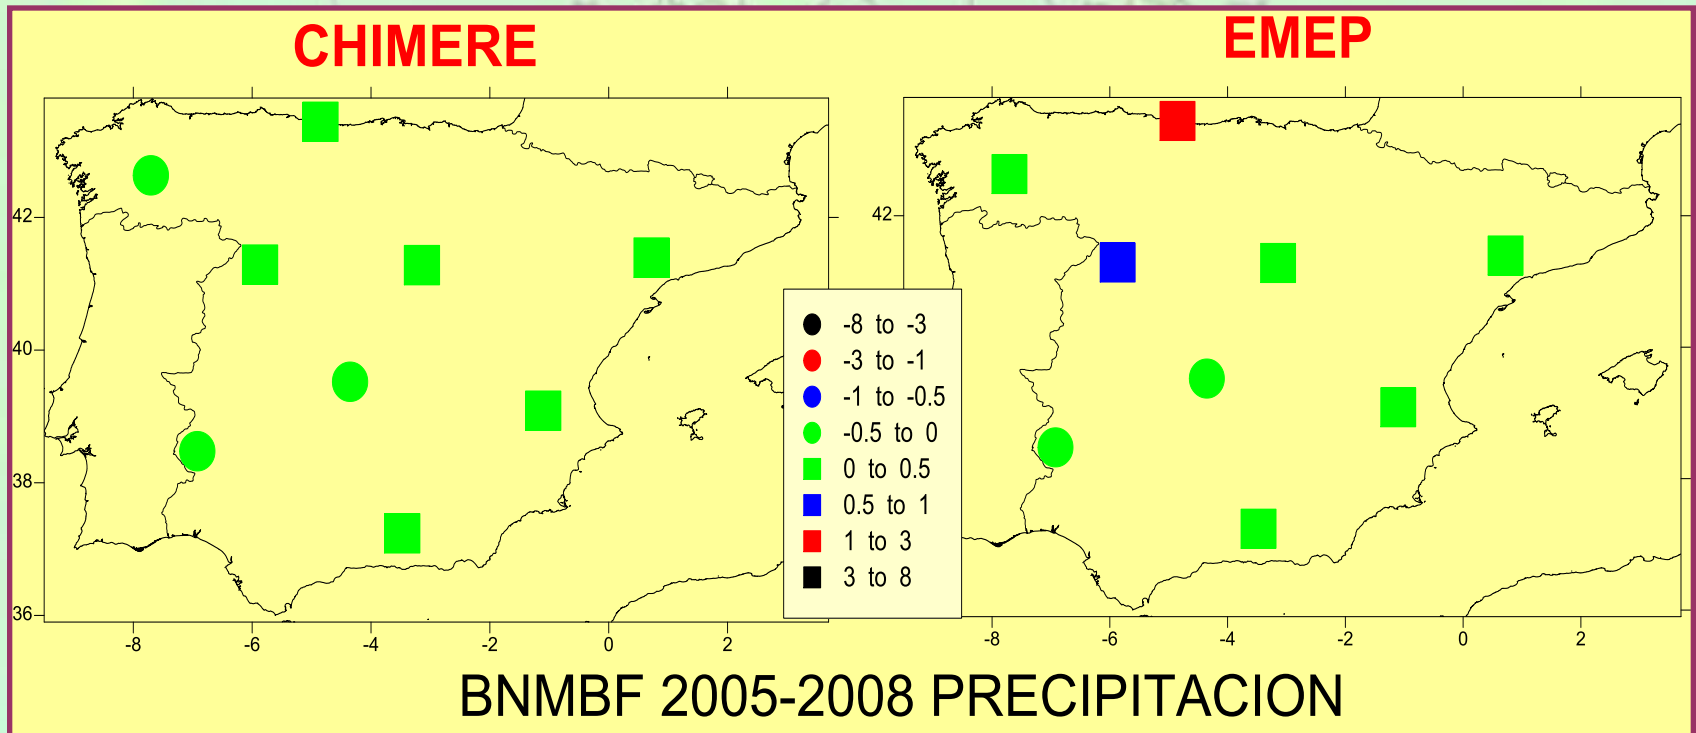 CHIMERE
EMEP
42
40
38
36
-8 -6 -4 -2 0 2
42
-8 -6 -4 -2 0 2
-8 to -3
-3 to -1
-1 to -0.5
-0.5 to 0
0 to 0.5
0.5 to 1
1 to 3
3 to 8
BNMBF 2005-2008 PRECIPITACION